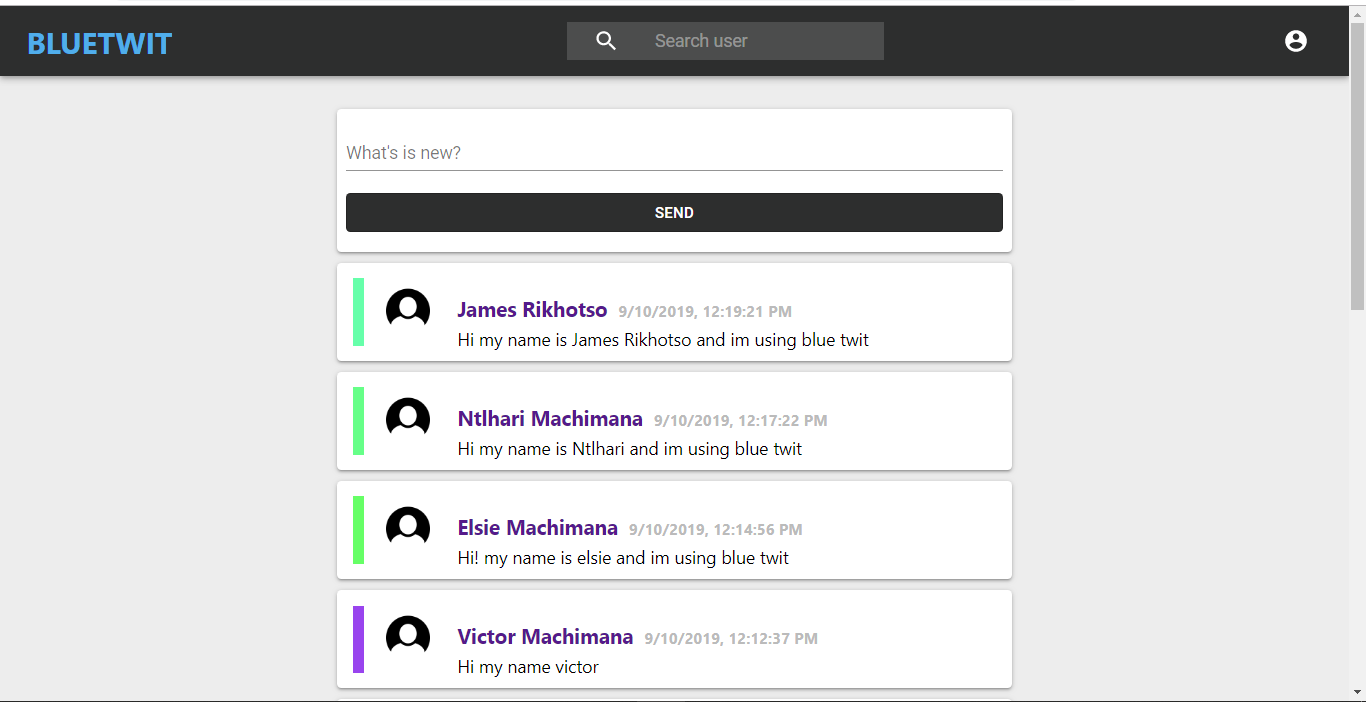 BLUETWIT
Search user
What's is new?
SEND
James Rikhotso 9/10/2019, 12:19:21 PM
Hi my name is James Rikhotso and im using blue twit
Ntlhari Machimana 9/10/2019, 12:17:22 PM
Hi my name is Ntlhari and im using blue twit
Elsie Machimana 9/10/2019, 12:14:56 PM
Hi! my name is elsie and im using blue twit
Victor Machimana 9/10/2019, 12:12:37 PM
Hi my name victor